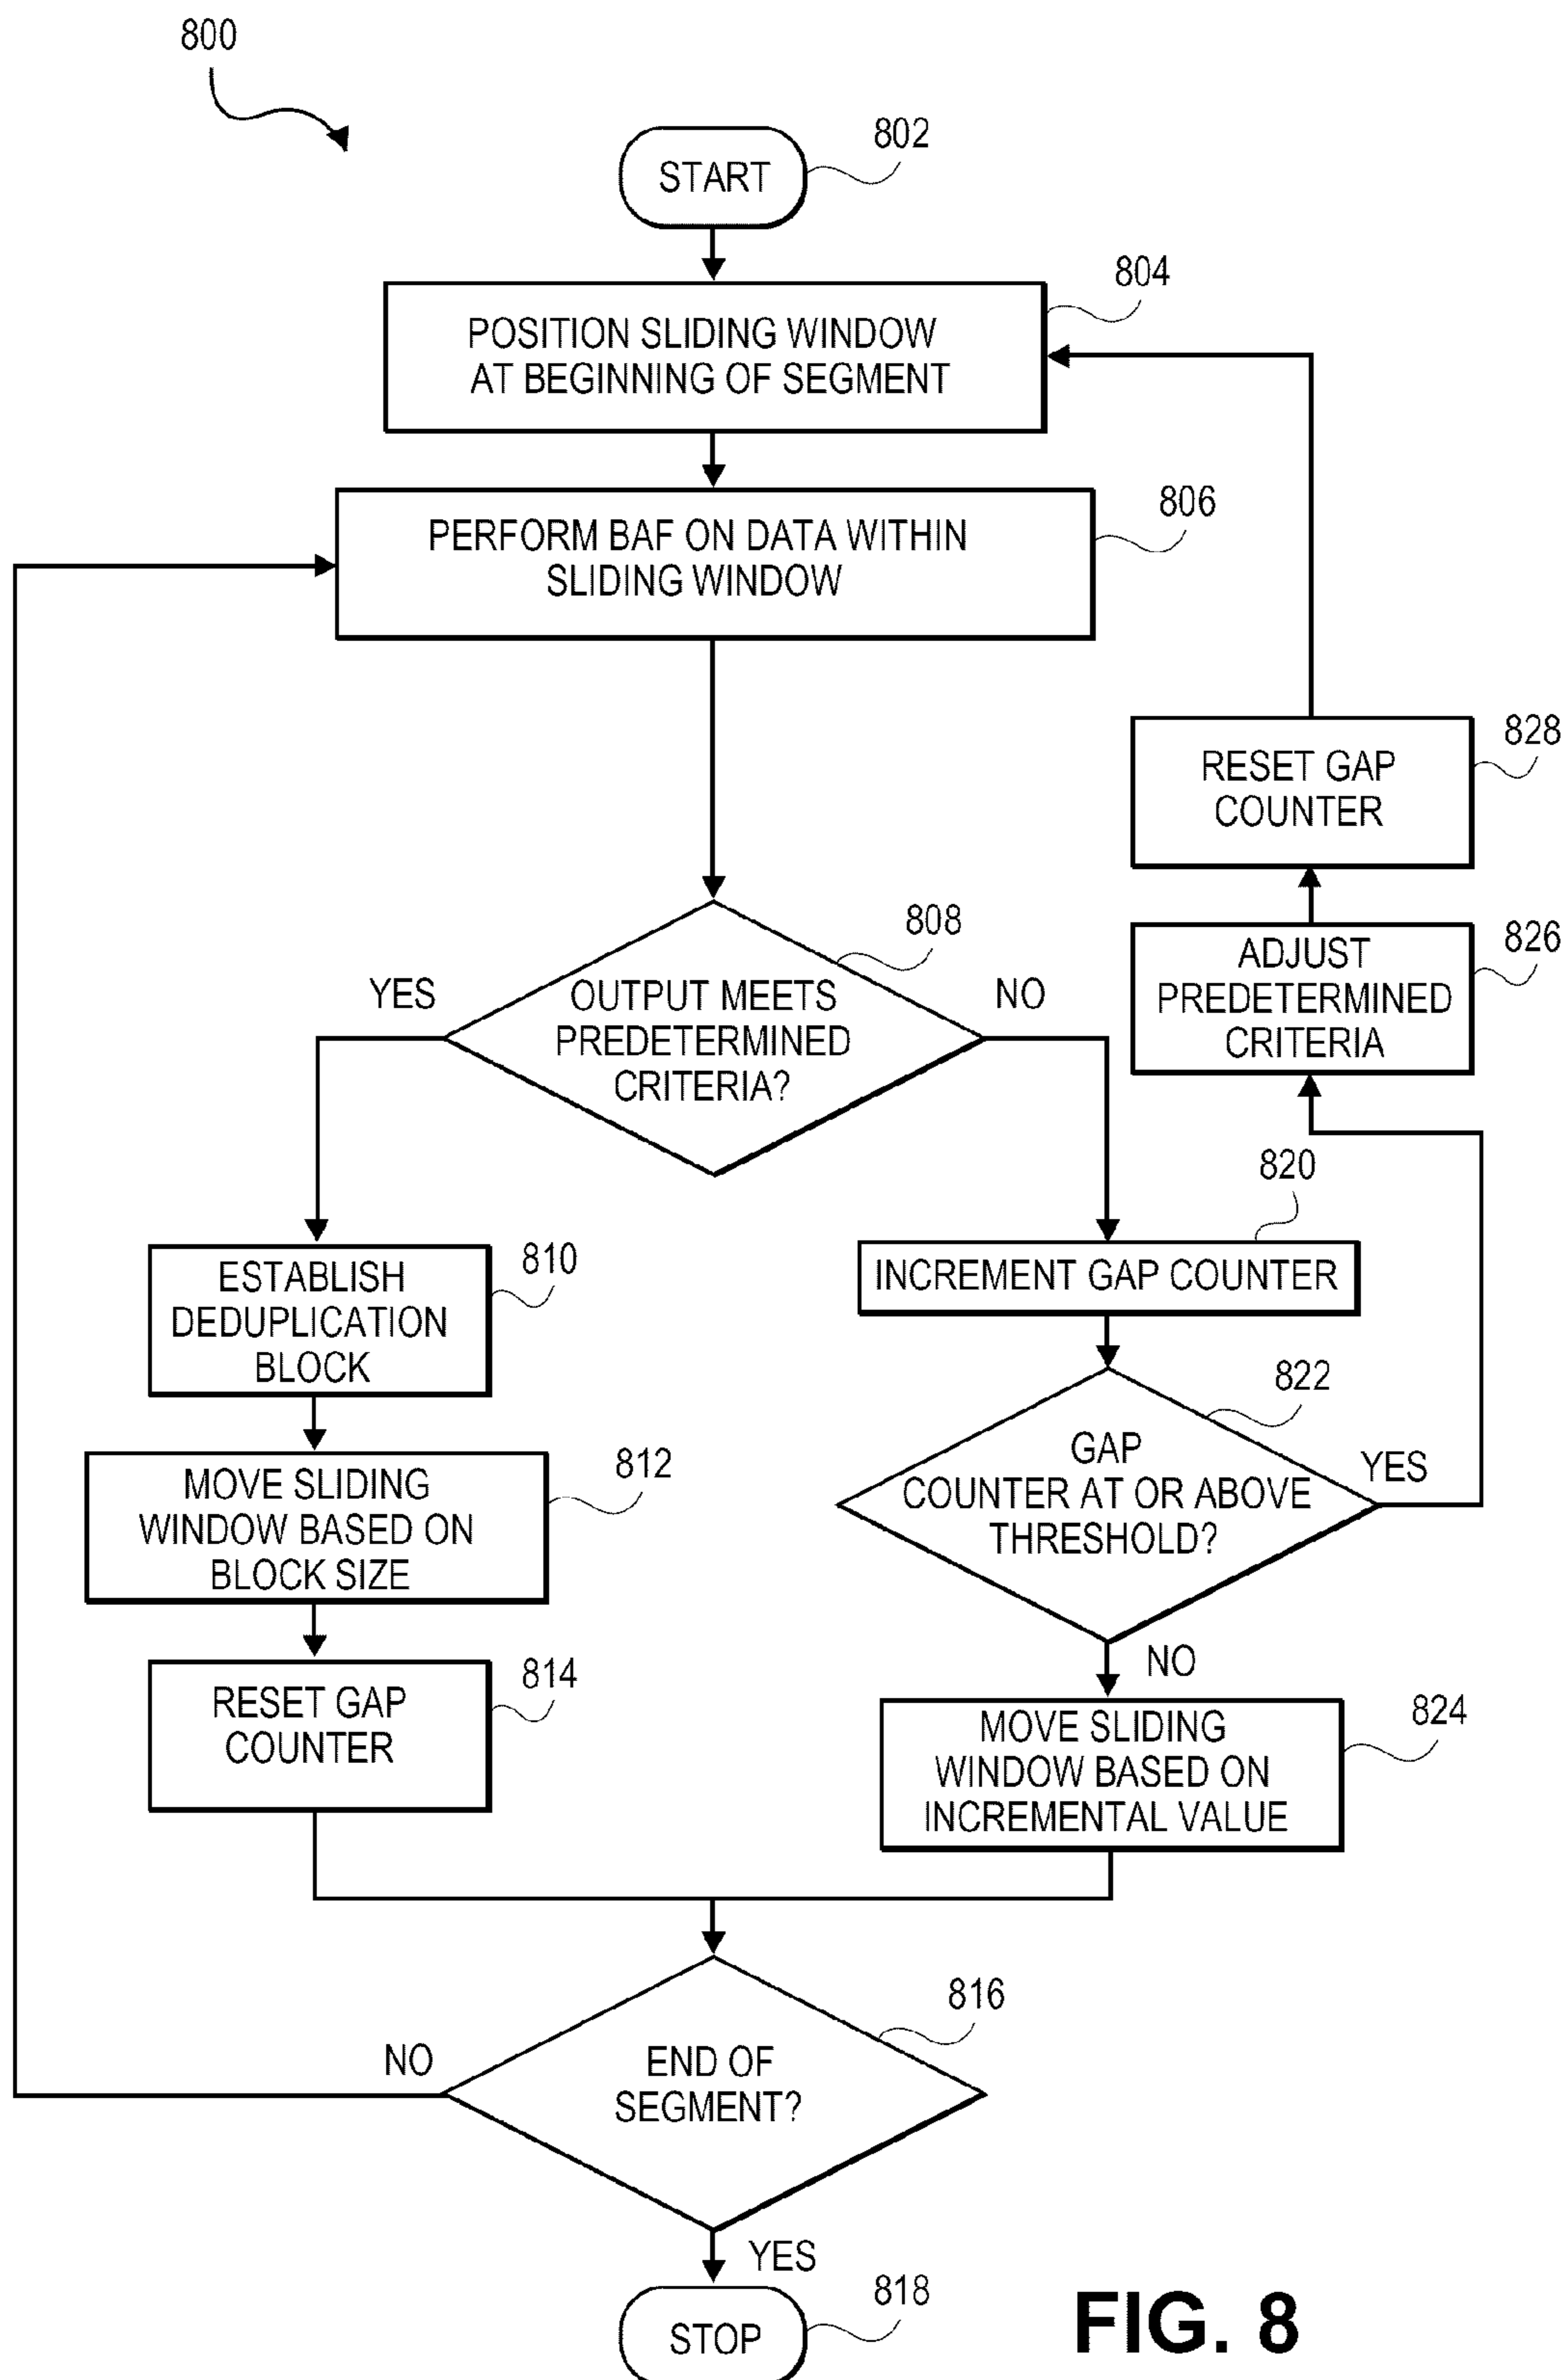 800
START
802
804
POSITION SLIDING WINDOW
AT BEGINNING OF SEGMENT
806
PERFORM BAF ON DATA WITHIN
SLIDING WINDOW
828
RESET GAP
COUNTER
826
ADJUST
PREDETERMINED
CRITERIA
808
YES
OUTPUT MEETS
PREDETERMINED
CRITERIA?
NO
810
ESTABLISH
DEDUPLICATION
BLOCK
812
MOVE SLIDING
WINDOW BASED ON
BLOCK SIZE
814
RESET GAP
COUNTER
820
INCREMENT GAP COUNTER
822
GAP
COUNTER AT OR ABOVE
THRESHOLD?
YES
NO
824
MOVE SLIDING
WINDOW BASED ON
INCREMENTAL VALUE
816
NO
END OF
SEGMENT?
YES
818
STOP
FIG. 8